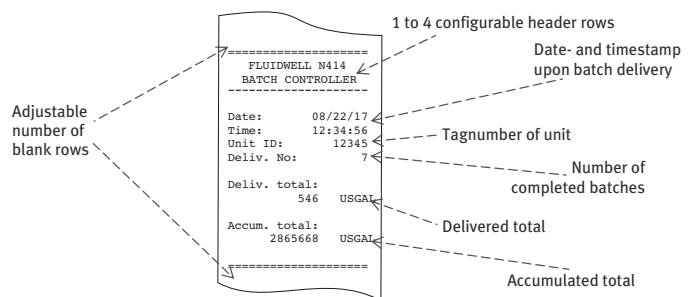 1 to 4 configurable header rows
Date- and timestamp
upon batch delivery
Adjustable
number of
blank rows
======================
FLUIDWELL N414
BATCH CONTROLLER
----------------------
Date: 08/22/17
Time: 12:34:56
Unit ID: 12345
Deliv. No: 7
Deliv. total:
546 USGAL
Accum. total:
2865668 USGAL
======================
Tagnumber of unit
Number of
completed batches
Delivered total
Accumulated total